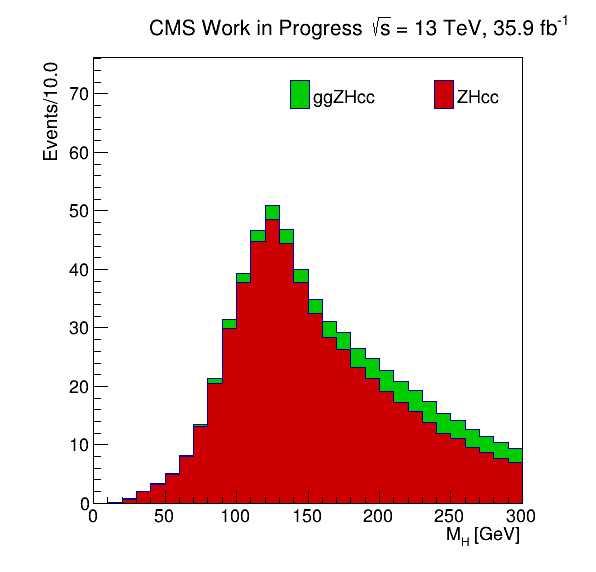 CMS Work in Progress √s = 13 TeV, 35.9 fb⁻¹
Events/10.0
ggZHcc
ZHcc
70
60
50
40
30
20
10
0
0 50 100 150 200 250 300
M_H [GeV]